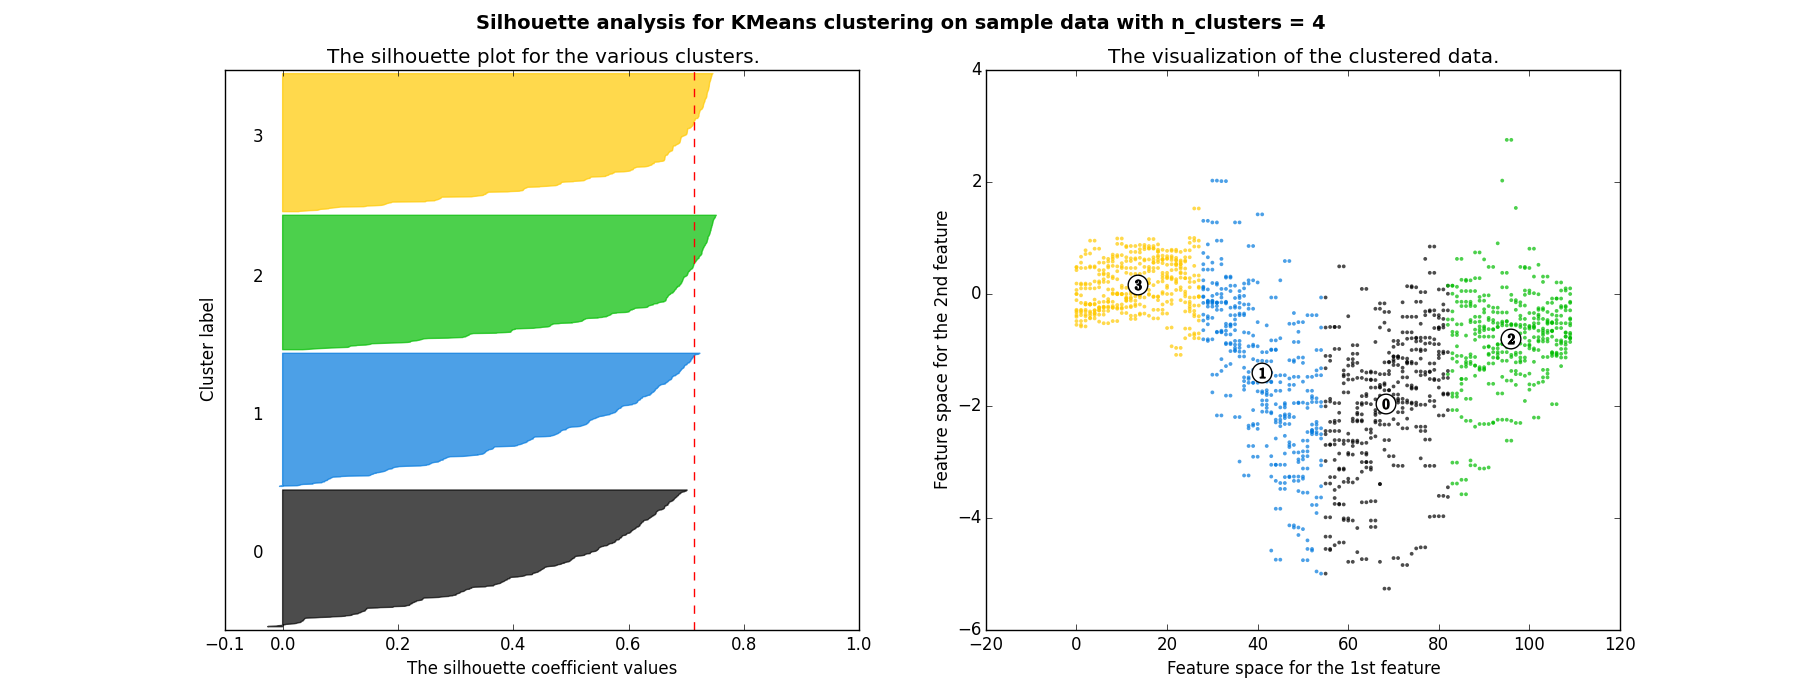 Silhouette analysis for KMeans clustering on sample data with n_clusters = 4
The silhouette plot for the various clusters.
3
2
1
0
Cluster label
−0.1 0.0 0.2 0.4 0.6 0.8 1.0
The silhouette coefficient values
The visualization of the clustered data.
4
2
0
−2
−4
−6
Feature space for the 2nd feature
3
2
1
0
−20 0 20 40 60 80 100 120
Feature space for the 1st feature